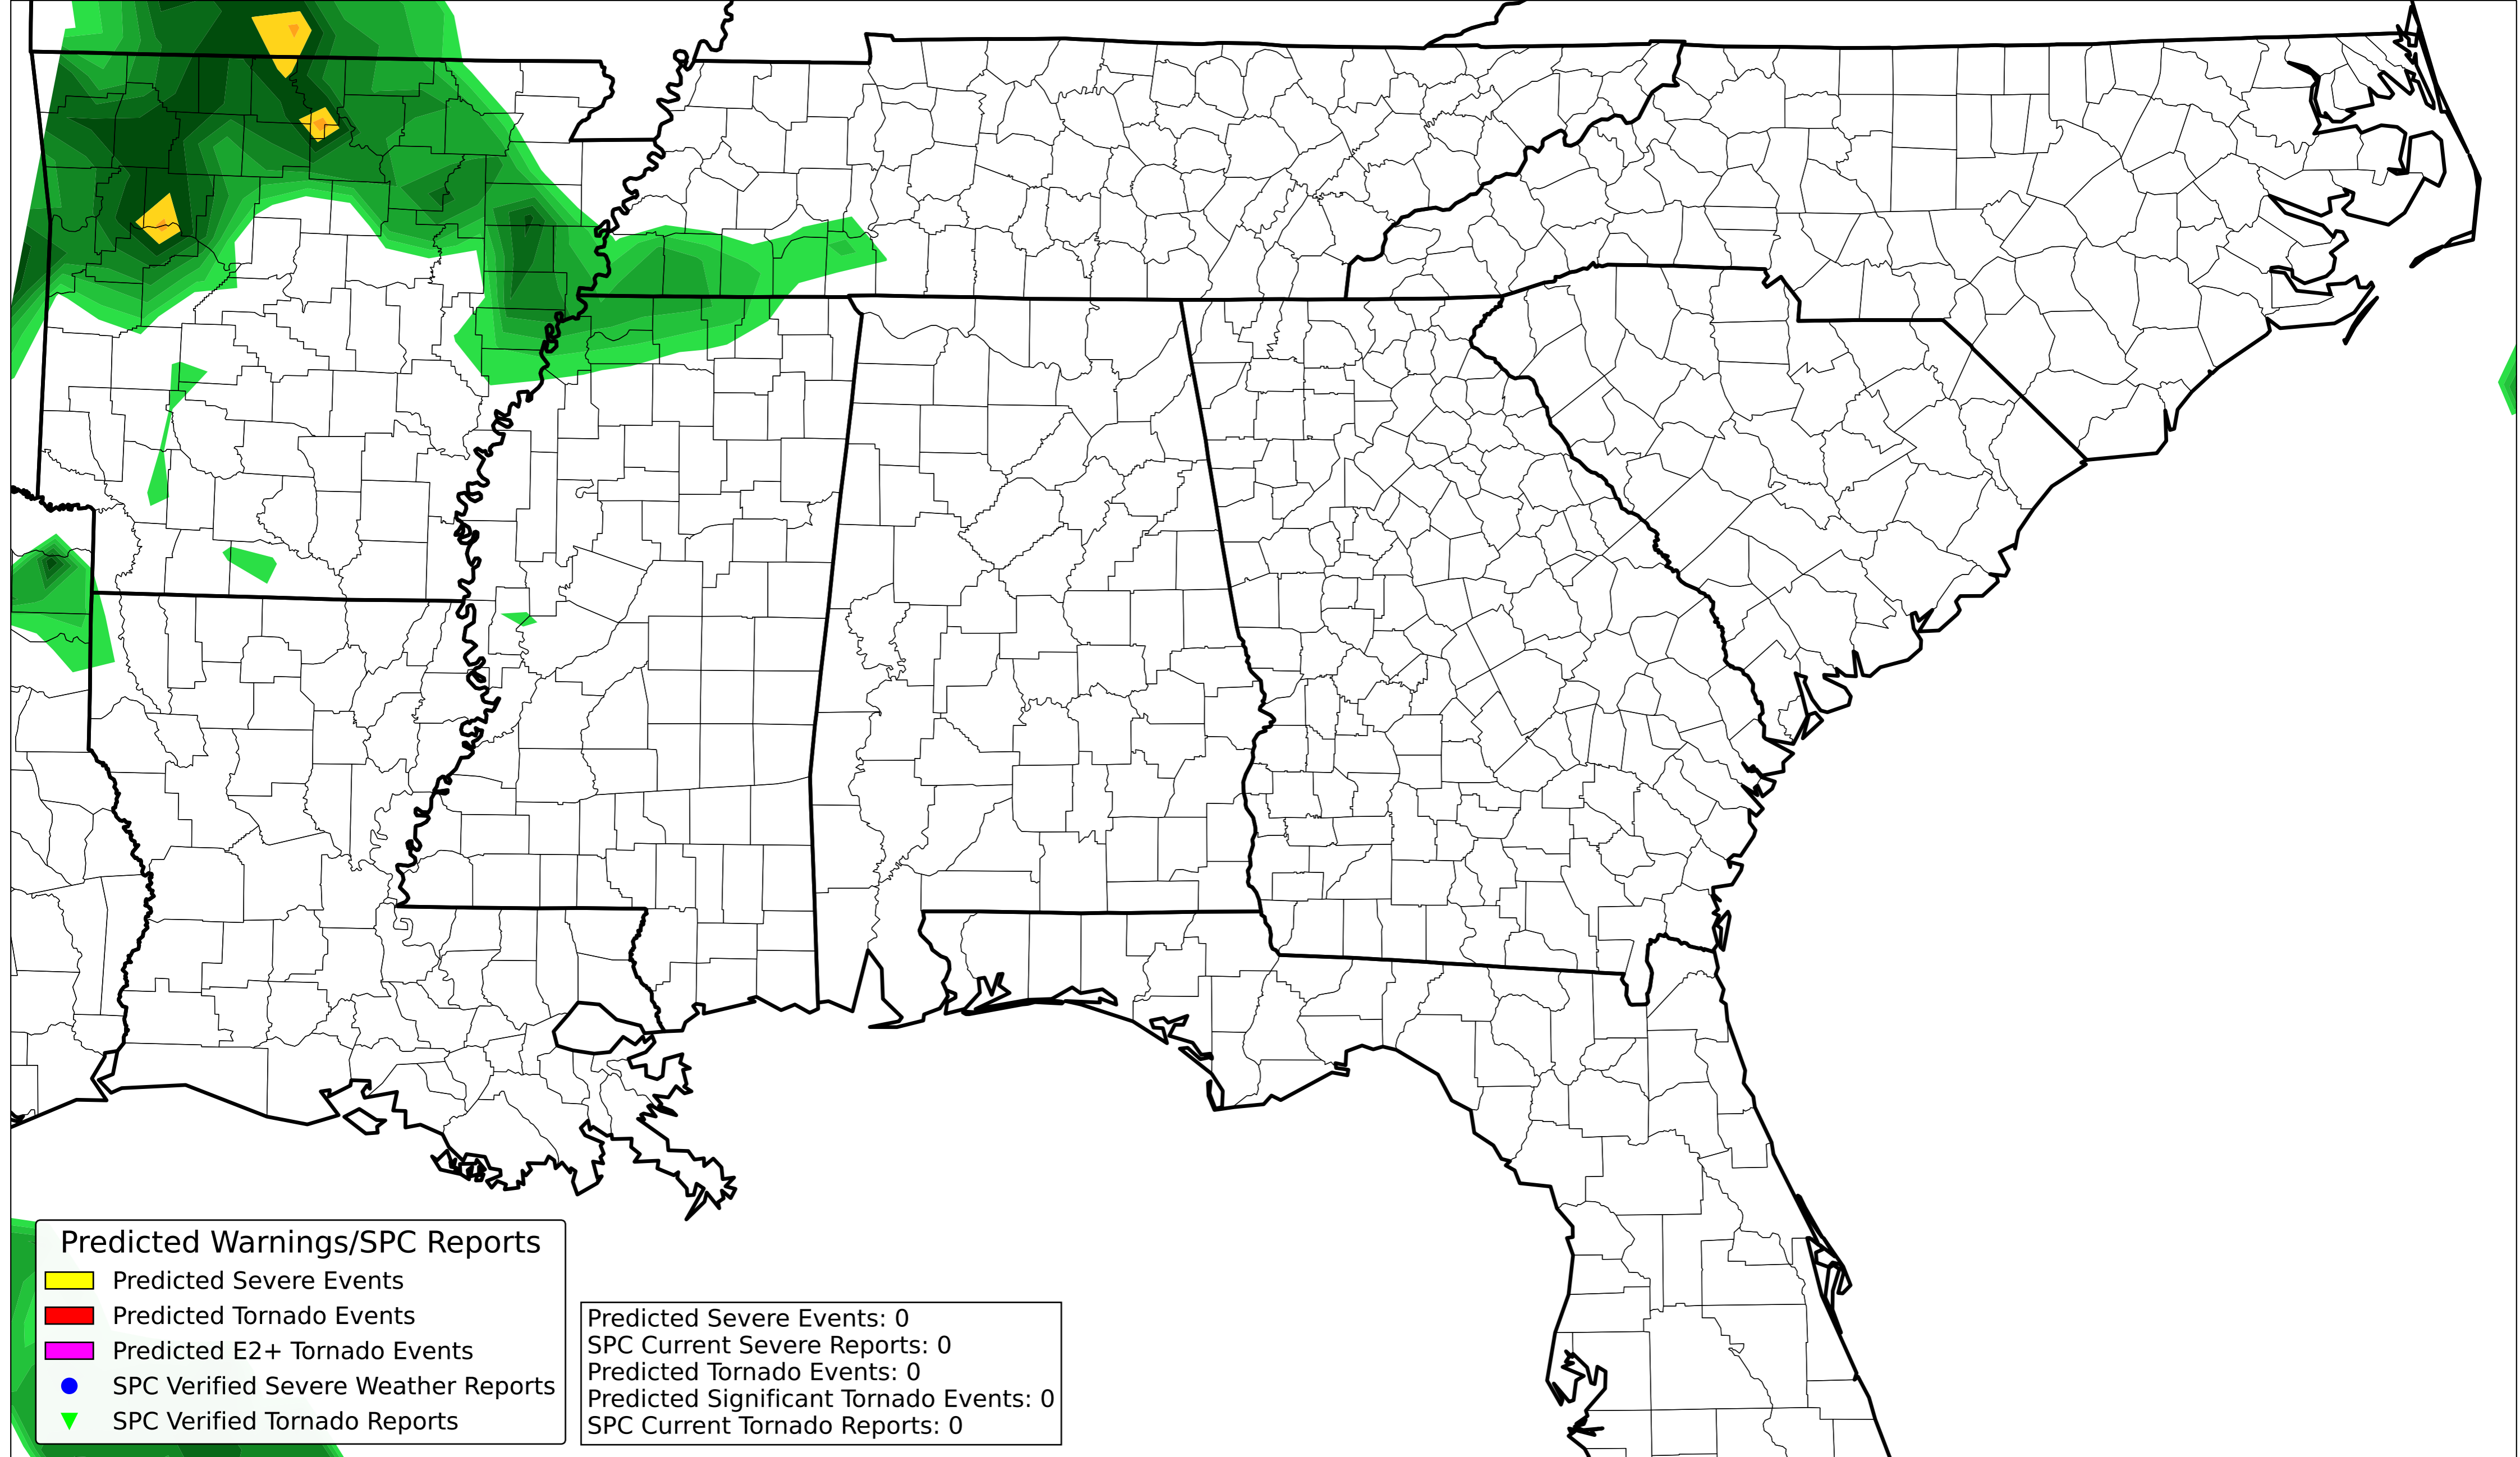 Predicted Warnings/SPC Reports
Predicted Severe Events
Predicted Tornado Events
Predicted E2+ Tornado Events
SPC Verified Severe Weather Reports
SPC Verified Tornado Reports
Predicted Severe Events: 0
SPC Current Severe Reports: 0
Predicted Tornado Events: 0
Predicted Significant Tornado Events: 0
SPC Current Tornado Reports: 0